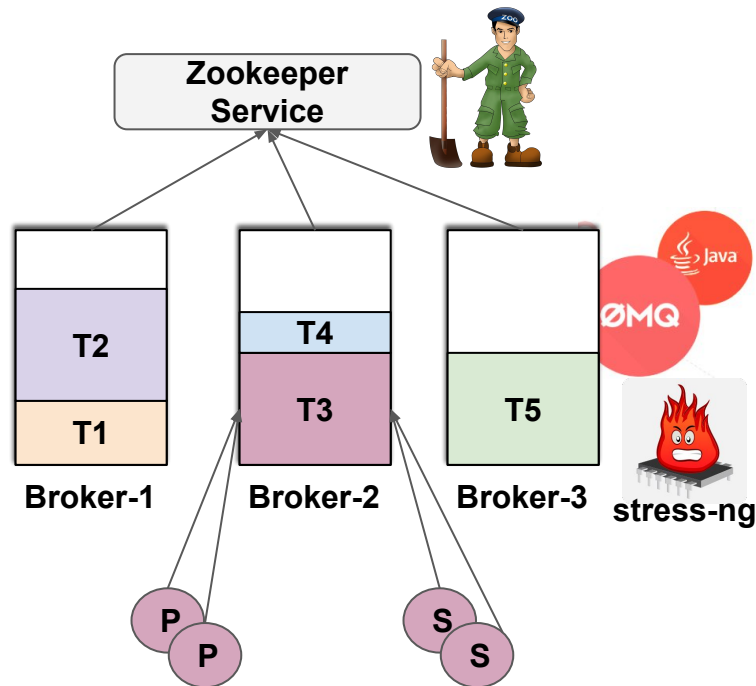 ZOO
Zookeeper
Service
Java
ØMQ
T2
T4
T1
T3
T5
Broker-1
Broker-2
Broker-3
stress-ng
P
P
S
S